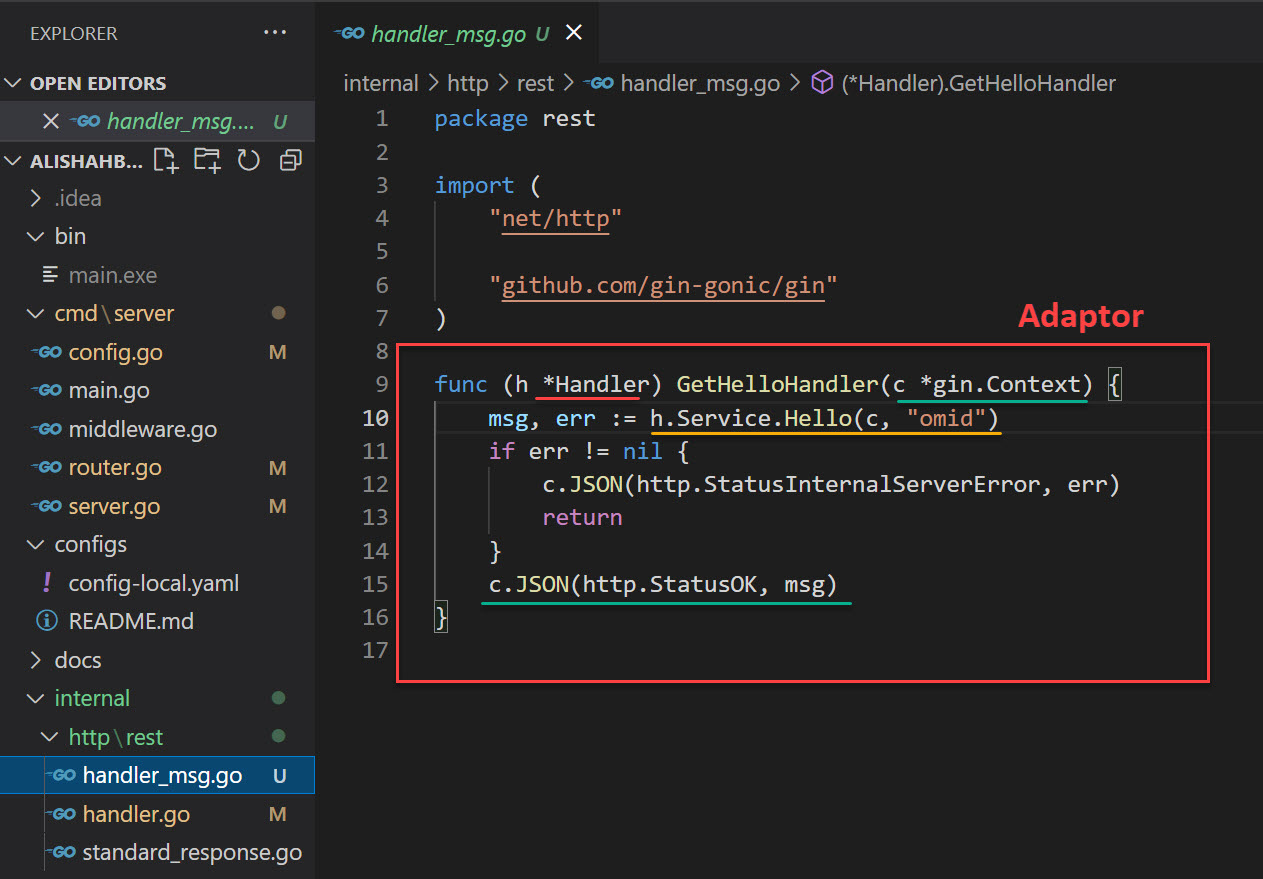 EXPLORER ...
OPEN EDITORS
GO handler_msg.... U
ALISHAHB...
.idea
bin
main.exe
cmd\server
GO config.go M
GO main.go
GO middleware.go
GO router.go M
GO server.go M
configs
! config-local.yaml
README.md
docs
internal
http\rest
GO handler_msg.go U
GO handler.go M
GO standard_response.go
GO handler_msg.go U
internal > http > rest > GO handler_msg.go > (*Handler).GetHelloHandler
1 package rest
2
3 import (
4 "net/http"
5
6 "github.com/gin-gonic/gin"
7 )
Adaptor
8
9 func (h *Handler) GetHelloHandler(c *gin.Context) {
10 msg, err := h.Service.Hello(c, "omid")
11 if err != nil {
12 c.JSON(http.StatusInternalServerError, err)
13 return
14 }
15 c.JSON(http.StatusOK, msg)
16 }
17